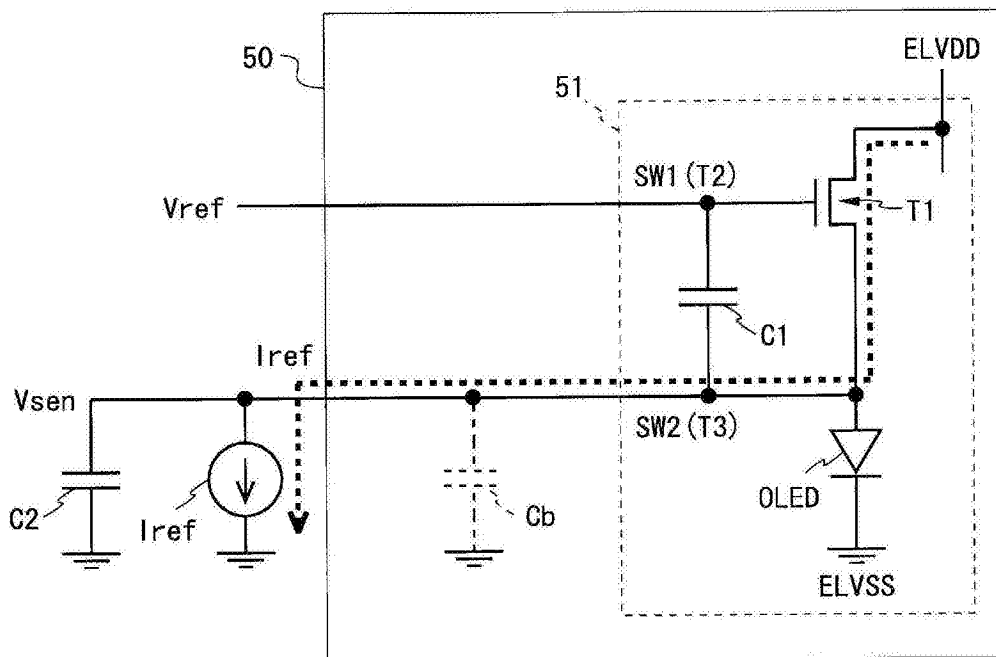 50
ELVDD
51
SW1(T2)
Vref
T1
C1
Iref
Vsen
SW2(T3)
C2
Iref
Cb
OLED
ELVSS